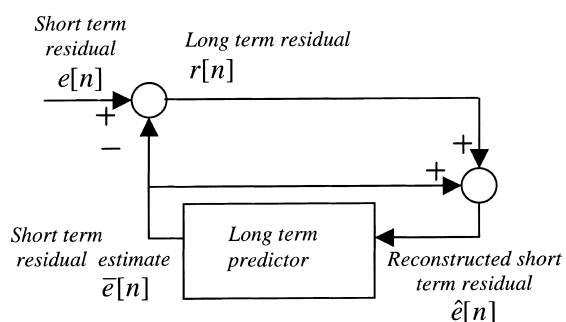 Short term
residual
e[n]
Long term residual
r[n]
+
−
+
+
Short term
residual estimate
ē[n]
Long term
predictor
Reconstructed short
term residual
ê[n]